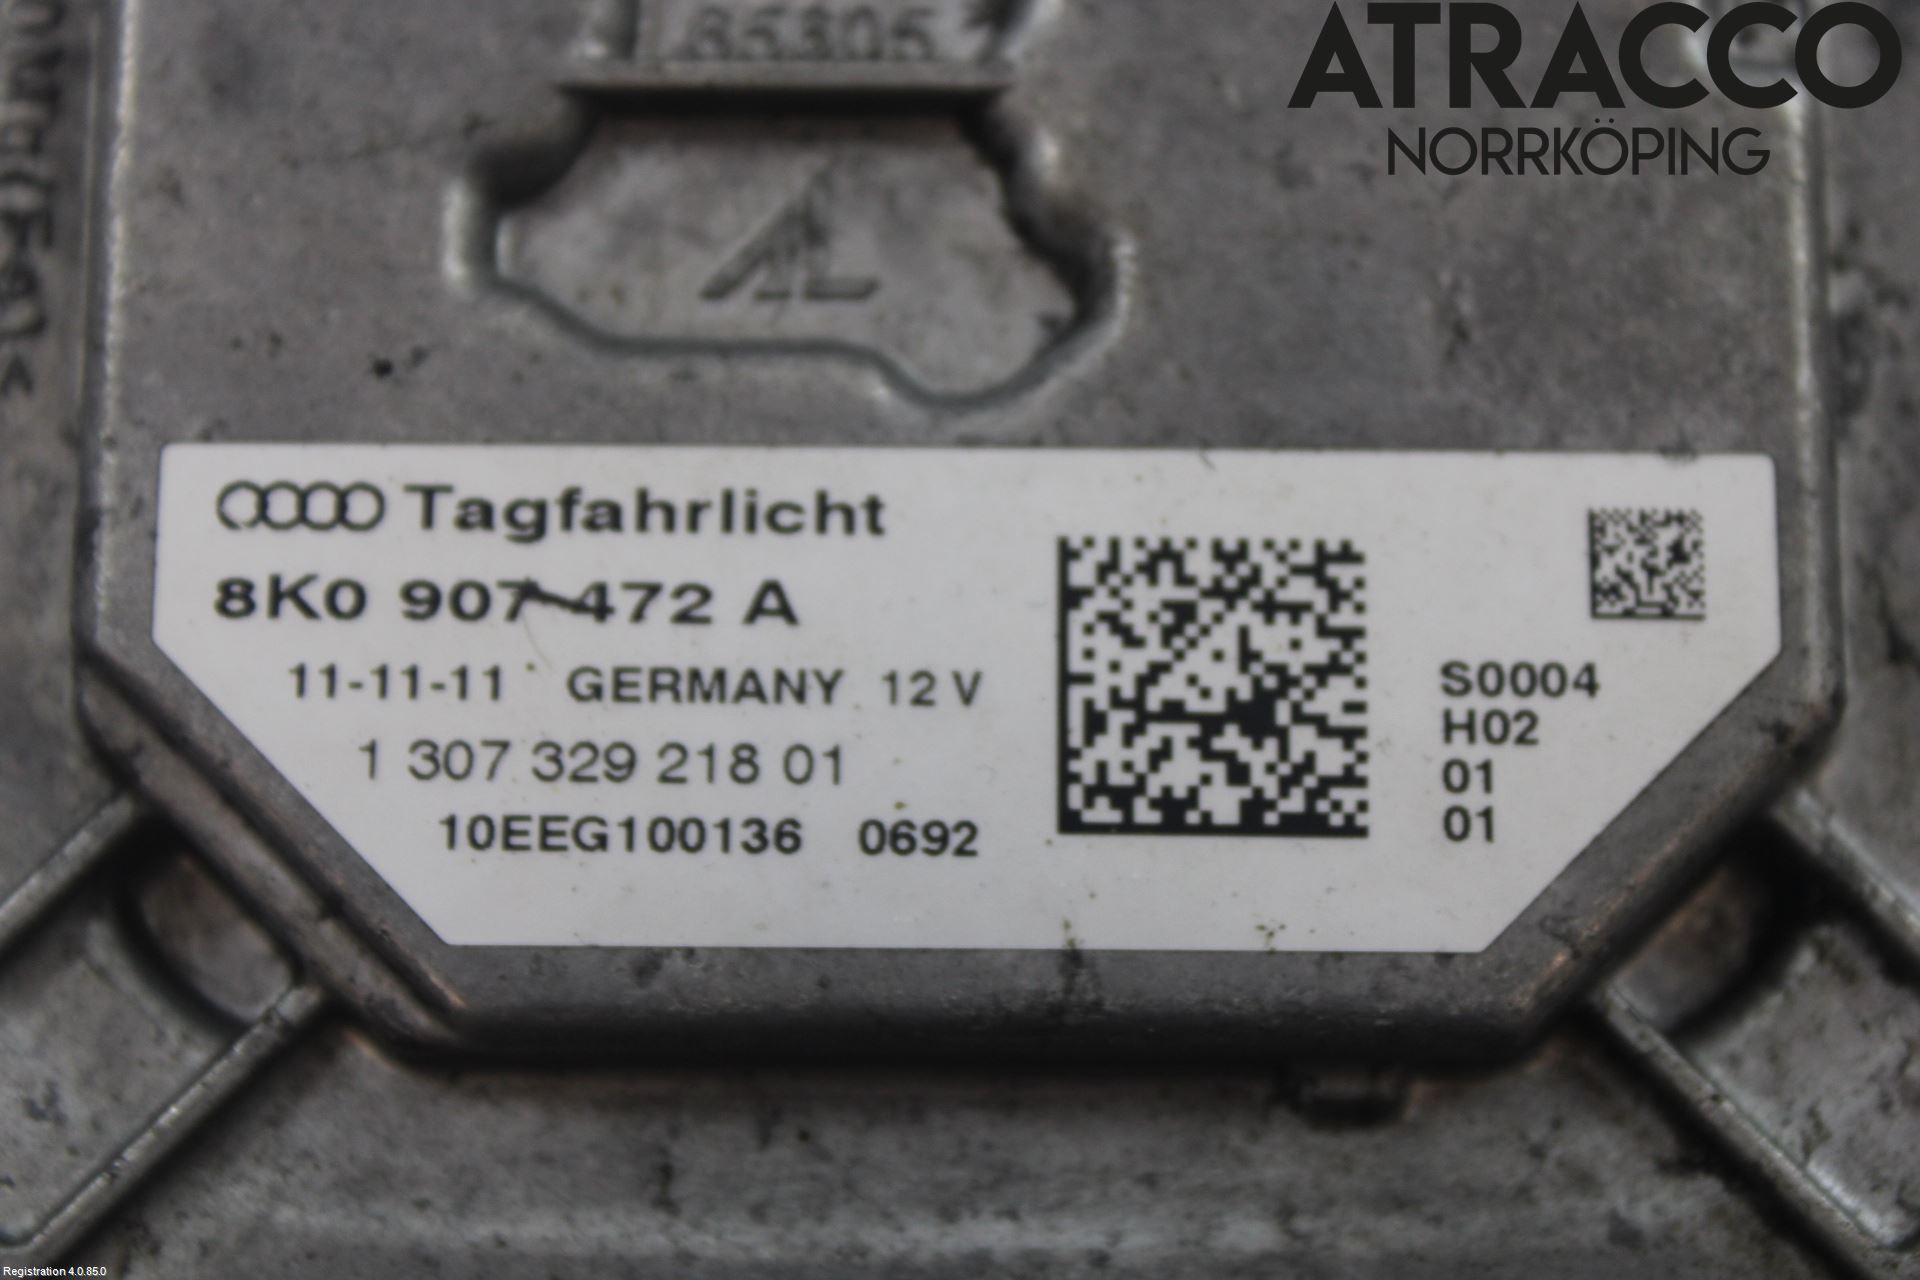 ATRACCO
NORRKÖPING
AL
Tagfahrlicht
8K0 907 472 A
11-11-11 GERMANY 12 V
1 307 329 218 01
10EEG100136 0692
S0004
H02
01
01
Registration 4.0.85.0